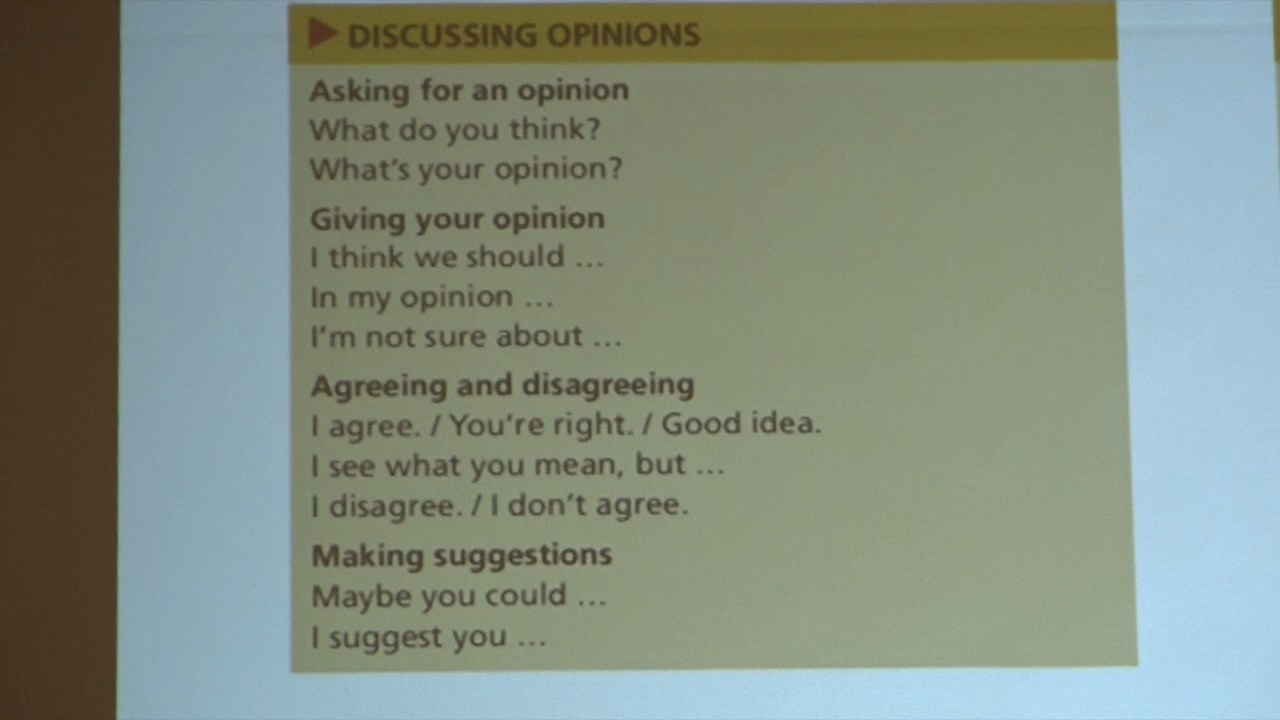 DISCUSSING OPINIONS
Asking for an opinion
What do you think?
What's your opinion?
Giving your opinion
I think we should ...
In my opinion ...
I'm not sure about ...
Agreeing and disagreeing
I agree. / You're right. / Good idea.
I see what you mean, but ...
I disagree. / I don't agree.
Making suggestions
Maybe you could ...
I suggest you ...